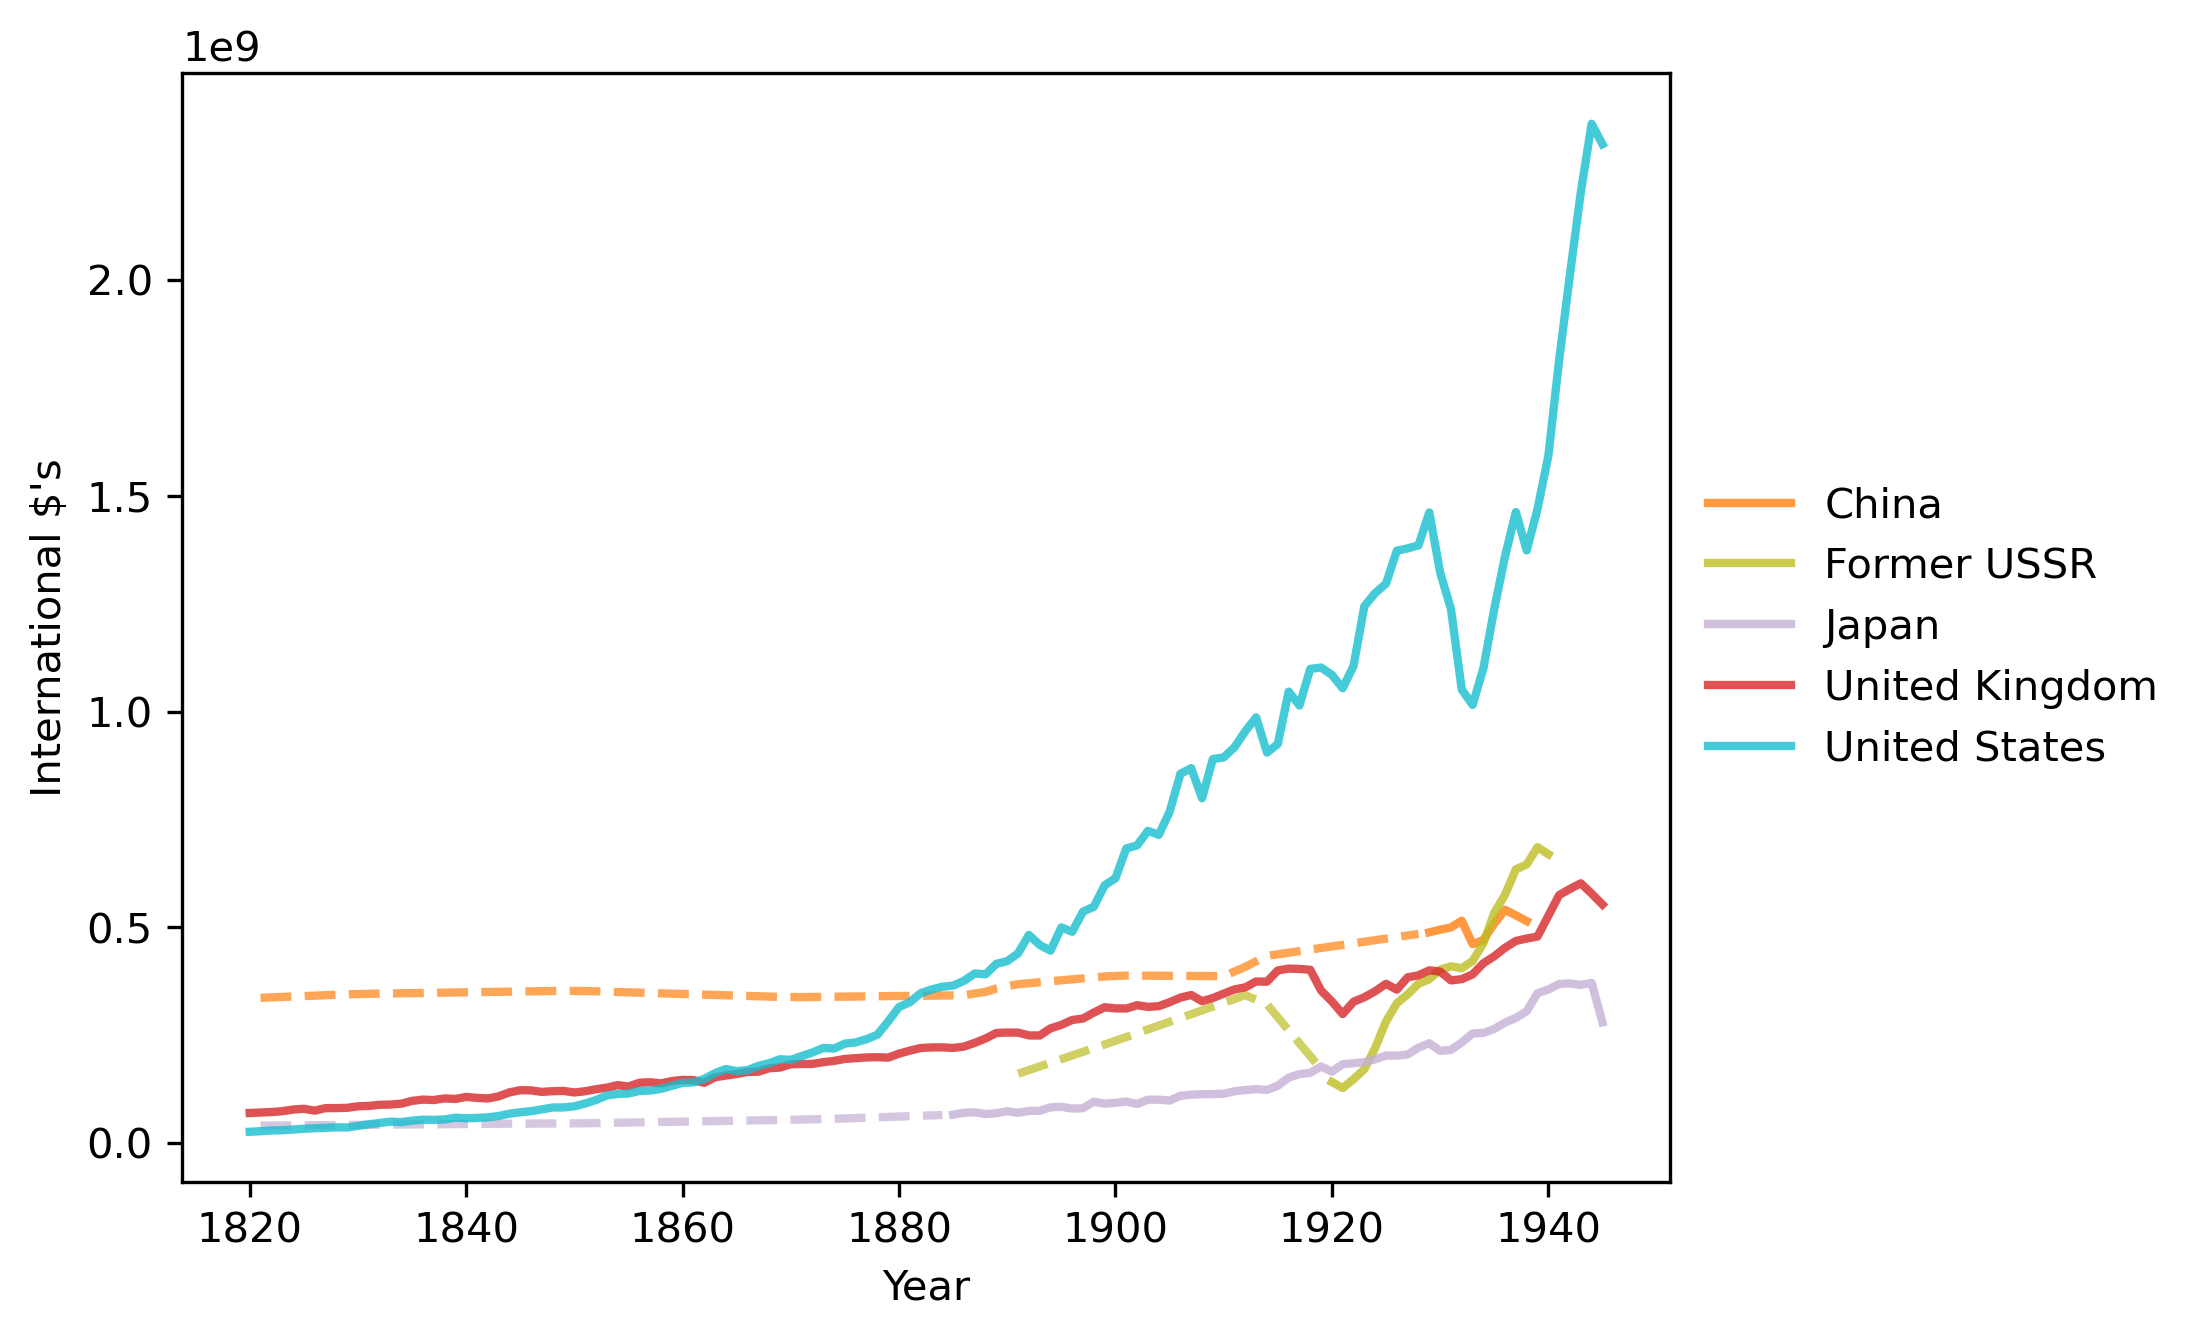 1e9
2.0
1.5
1.0
0.5
0.0
International $'s
1820 1840 1860 1880 1900 1920 1940
Year
China
Former USSR
Japan
United Kingdom
United States